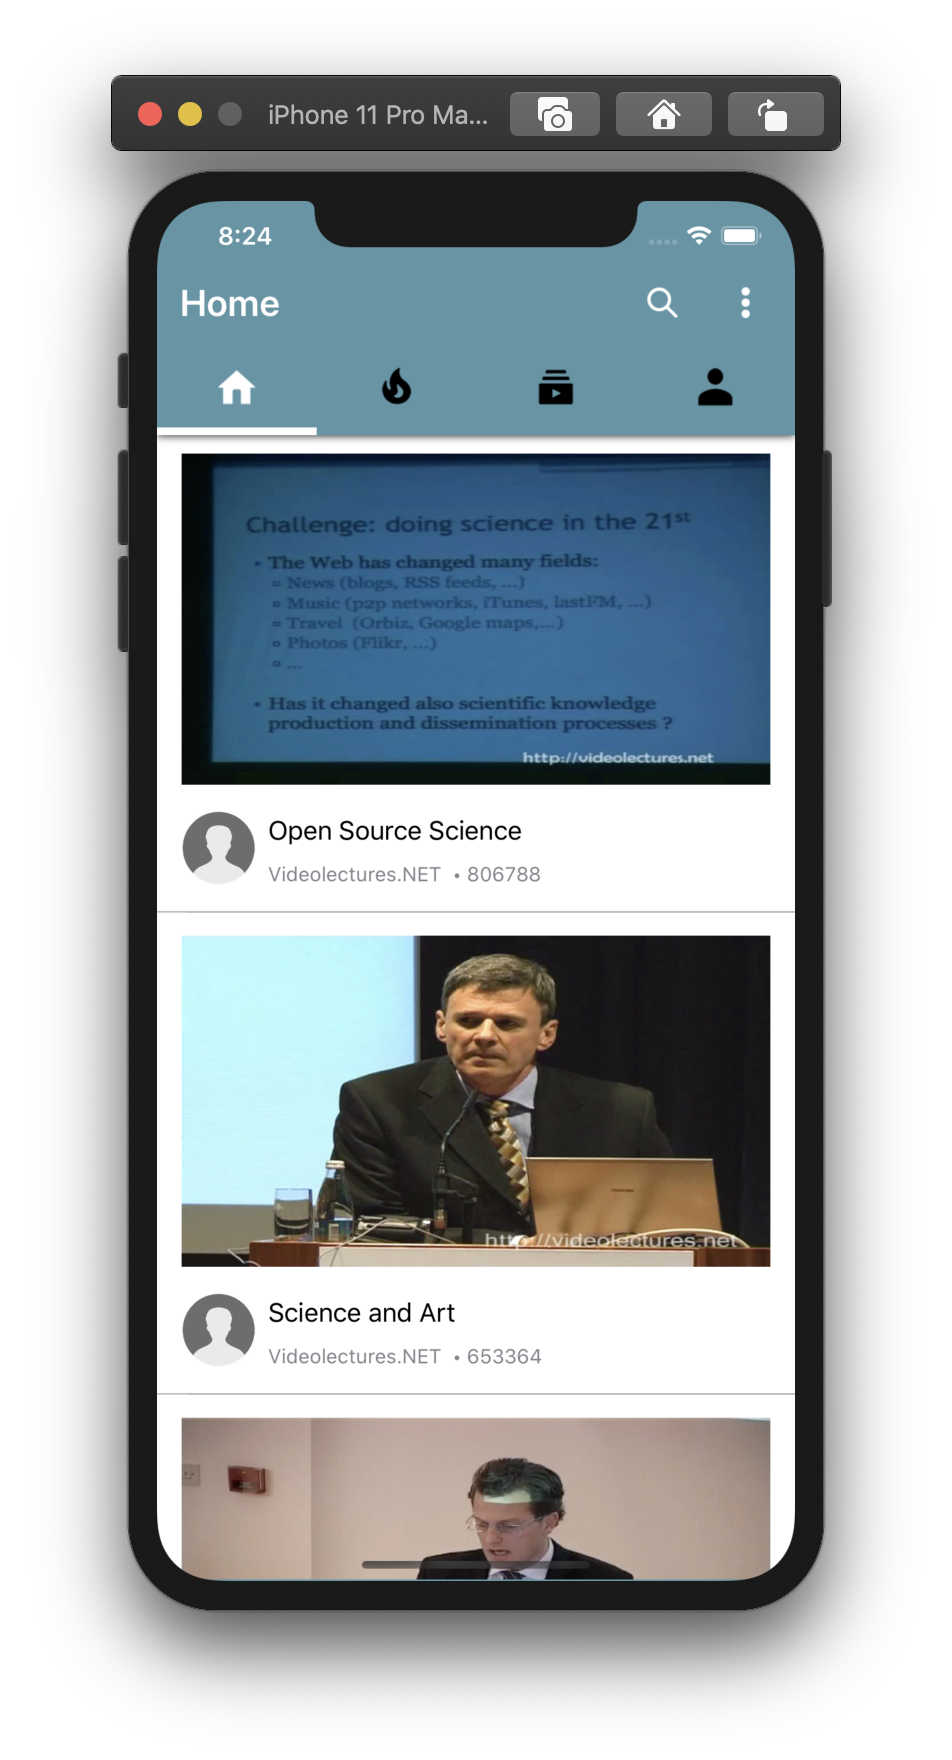 iPhone 11 Pro Ma...
8:24
Home
Challenge: doing science in the 21st
• The Web has changed many fields:
▫ News (blogs, RSS feeds, ...)
▫ Music (p2p networks, iTunes, lastFM, ...)
▫ Travel (Orbiz, Google maps,...)
▫ Photos (Flikr, ...)
▫ ...
• Has it changed also scientific knowledge
production and dissemination processes ?
http://videolectures.net
Open Source Science
Videolectures.NET • 806788
http://videolectures.net
Science and Art
Videolectures.NET • 653364